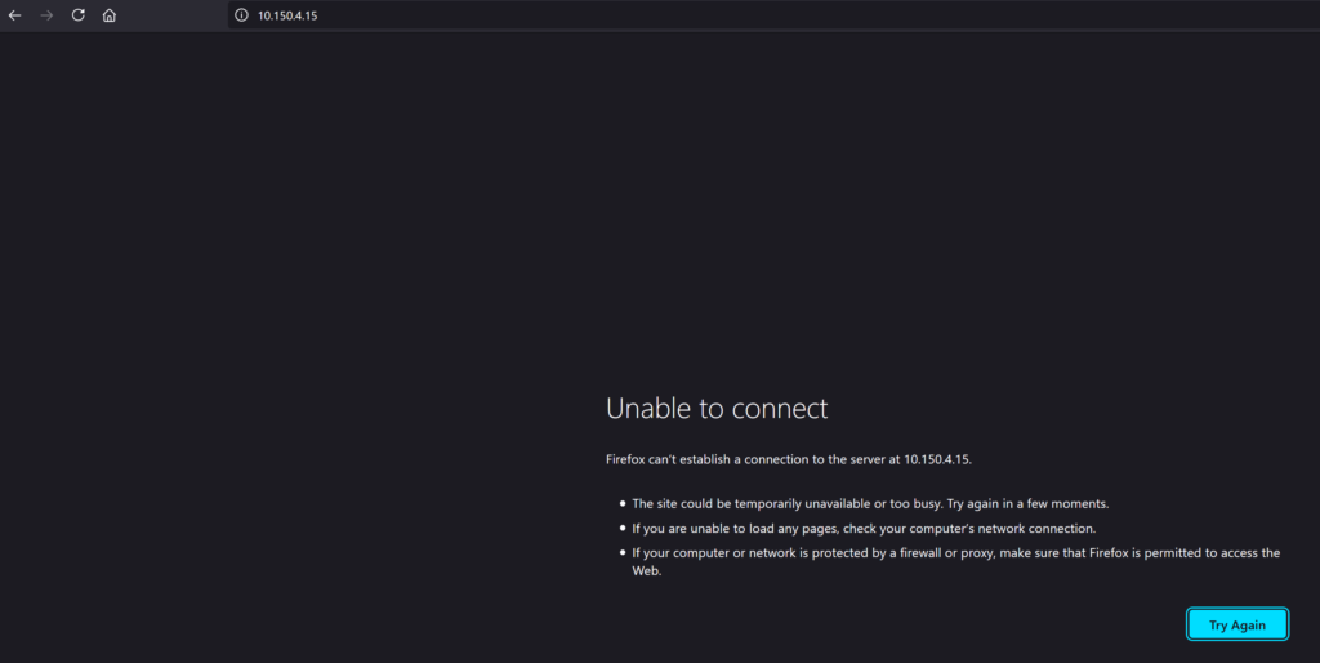 10.150.4.15
Unable to connect
Firefox can't establish a connection to the server at 10.150.4.15.
• The site could be temporarily unavailable or too busy. Try again in a few moments.
• If you are unable to load any pages, check your computer's network connection.
• If your computer or network is protected by a firewall or proxy, make sure that Firefox is permitted to access the
Web.
Try Again